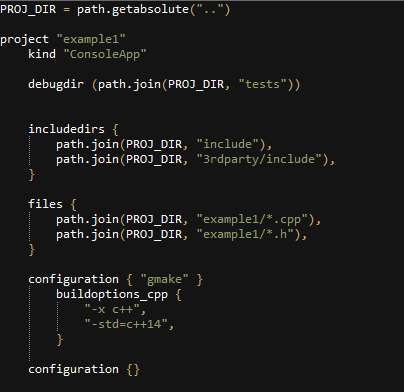 PROJ_DIR = path.getabsolute("..")
project "example1"
kind "ConsoleApp"
debugdir (path.join(PROJ_DIR, "tests"))
includedirs {
path.join(PROJ_DIR, "include"),
path.join(PROJ_DIR, "3rdparty/include"),
}
files {
path.join(PROJ_DIR, "example1/*.cpp"),
path.join(PROJ_DIR, "example1/*.h"),
}
configuration { "gmake" }
buildoptions_cpp {
"-x c++",
"-std=c++14",
}
configuration {}